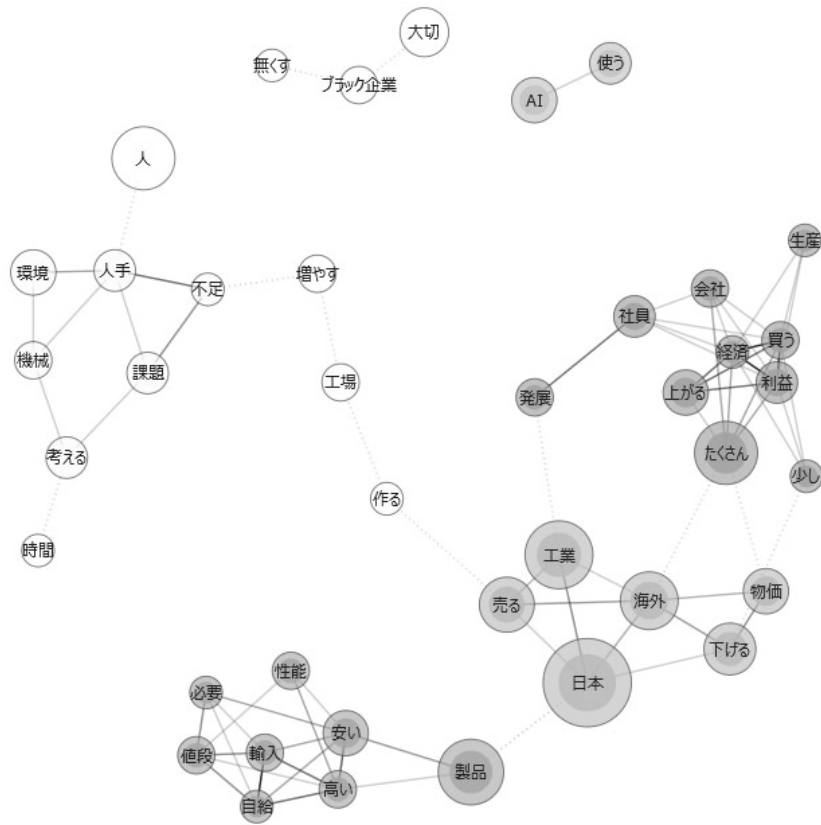 大切
無くす
ブラック企業
使う
AI
人
環境
人手
不足
増やす
機械
課題
工場
考える
作る
時間
生産
会社
社員
買う
経済
利益
上がる
発展
たくさん
少し
工業
売る
海外
物価
下げる
日本
性能
必要
安い
値段
輸入
製品
高い
自給